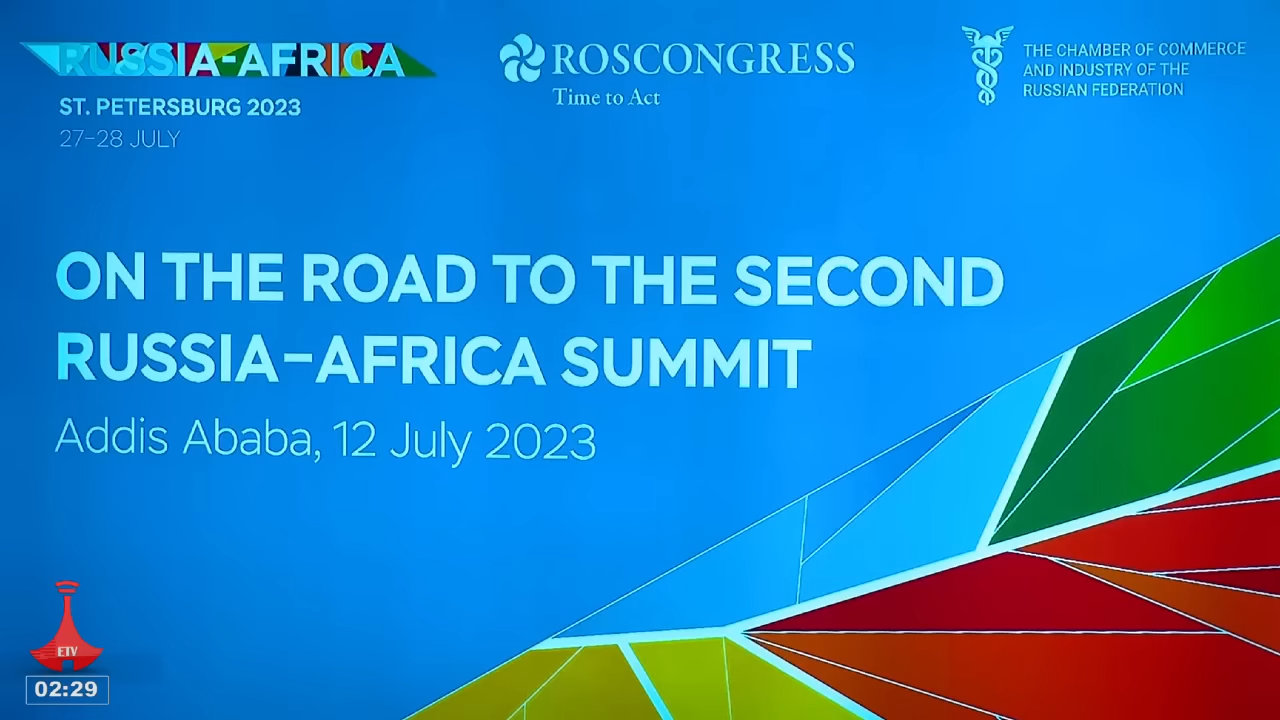 RUSSIA-AFRICA
ST. PETERSBURG 2023
27–28 JULY
ROSCONGRESS
Time to Act
THE CHAMBER OF COMMERCE
AND INDUSTRY OF THE
RUSSIAN FEDERATION
ON THE ROAD TO THE SECOND
RUSSIA–AFRICA SUMMIT
Addis Ababa, 12 July 2023
ETV
02:29